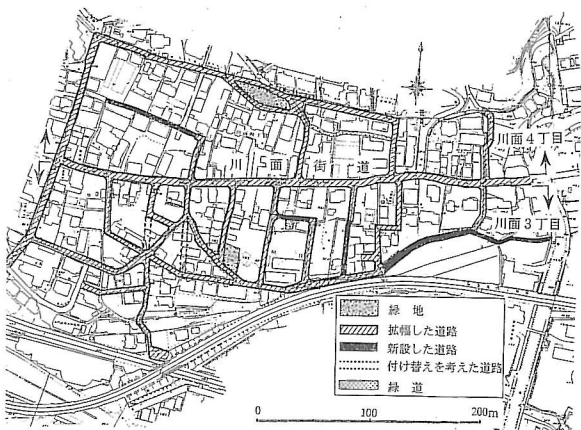 川面4丁目
川面街道
川面3丁目
緑地
拡幅した道路
新設した道路
付け替えを考えた道路
緑道
0 100 200m